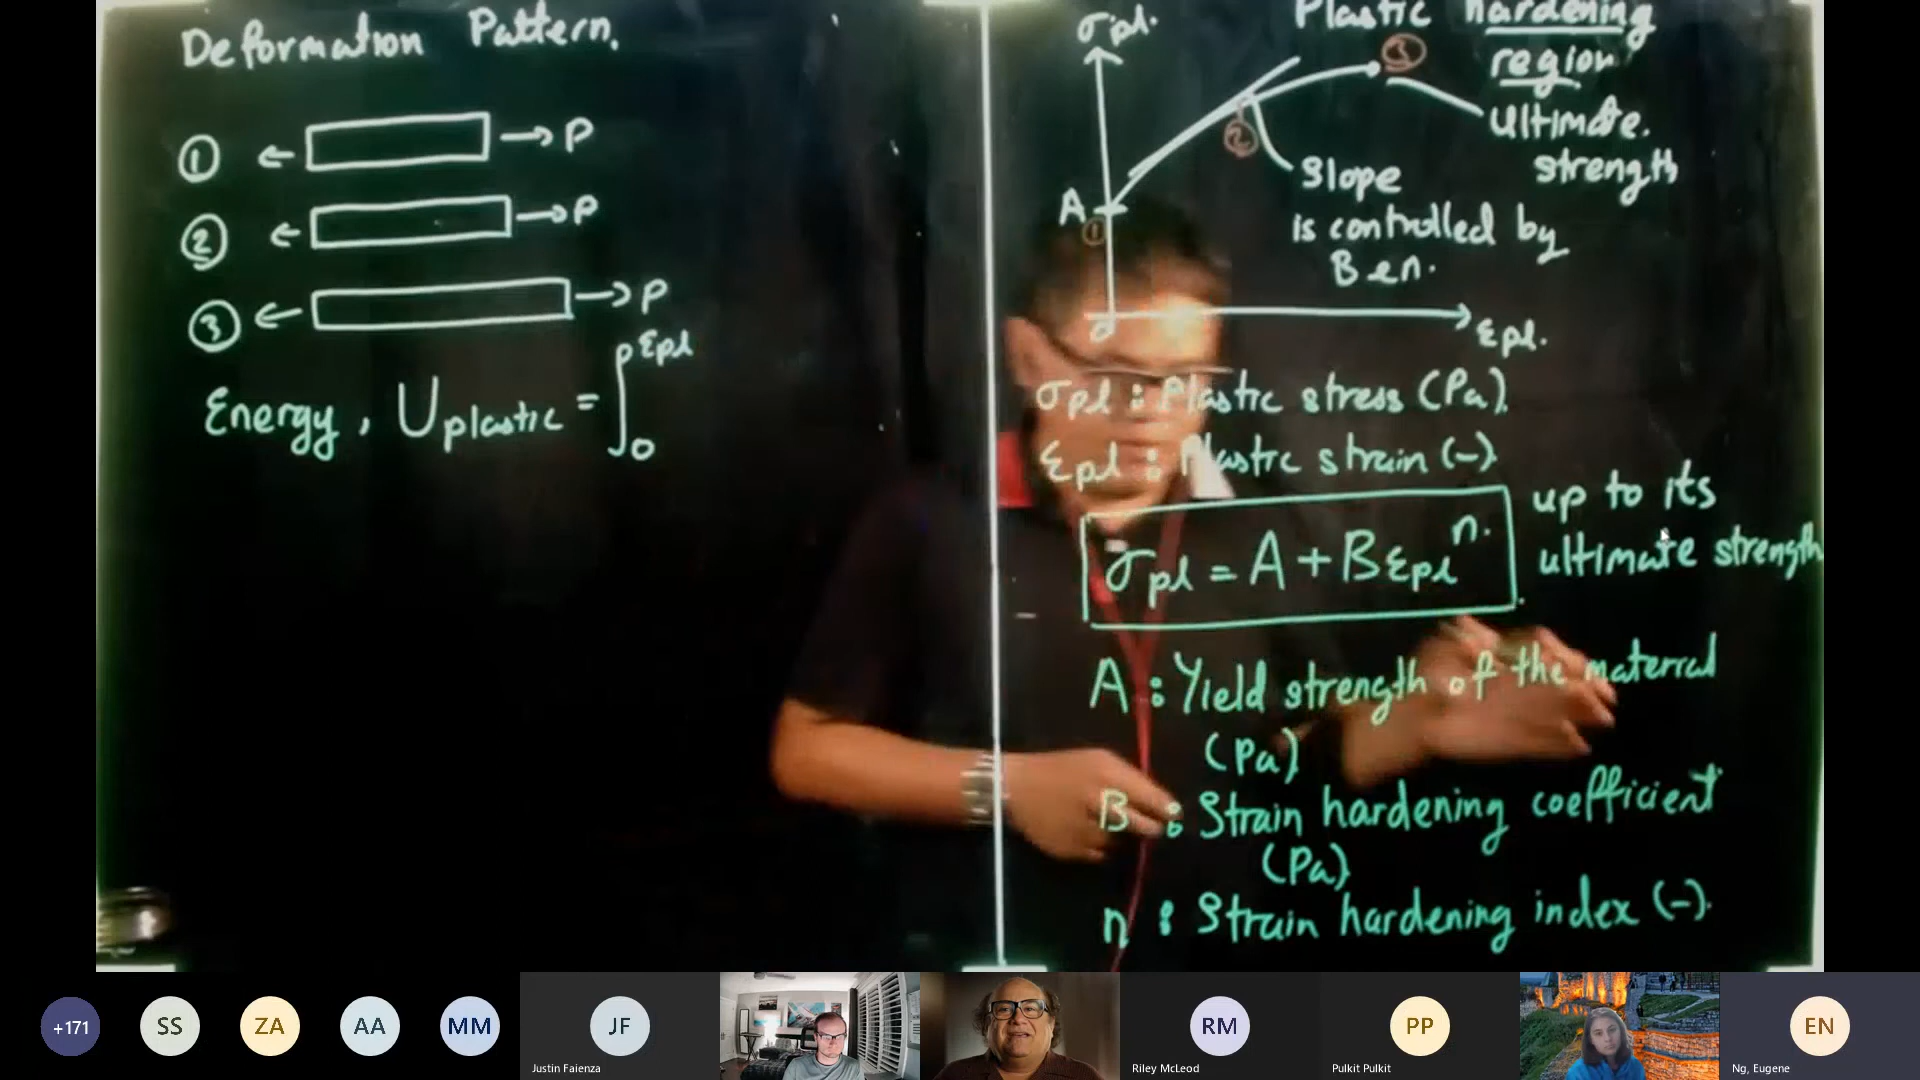 Deformation Pattern.
① ← → P
② ← → P
③ ← → P
Energy, U plastic = ∫ 0 εpl
σpl.
Plastic hardening
region
③
Ultimate.
strength
②
Slope
is controlled by
B en.
A
①
0
εpl.
σpl : Plastic stress (Pa).
εpl : Plastic strain (-).
σpl = A + Bεpl^n.
up to its
ultimate strength
A : Yield strength of the material
(Pa)
B : Strain hardening coefficient
(Pa)
n : Strain hardening index (-).
+171
SS
ZA
AA
MM
JF
Justin Faienza
RM
Riley McLeod
PP
Pulkit Pulkit
EN
Ng, Eugene